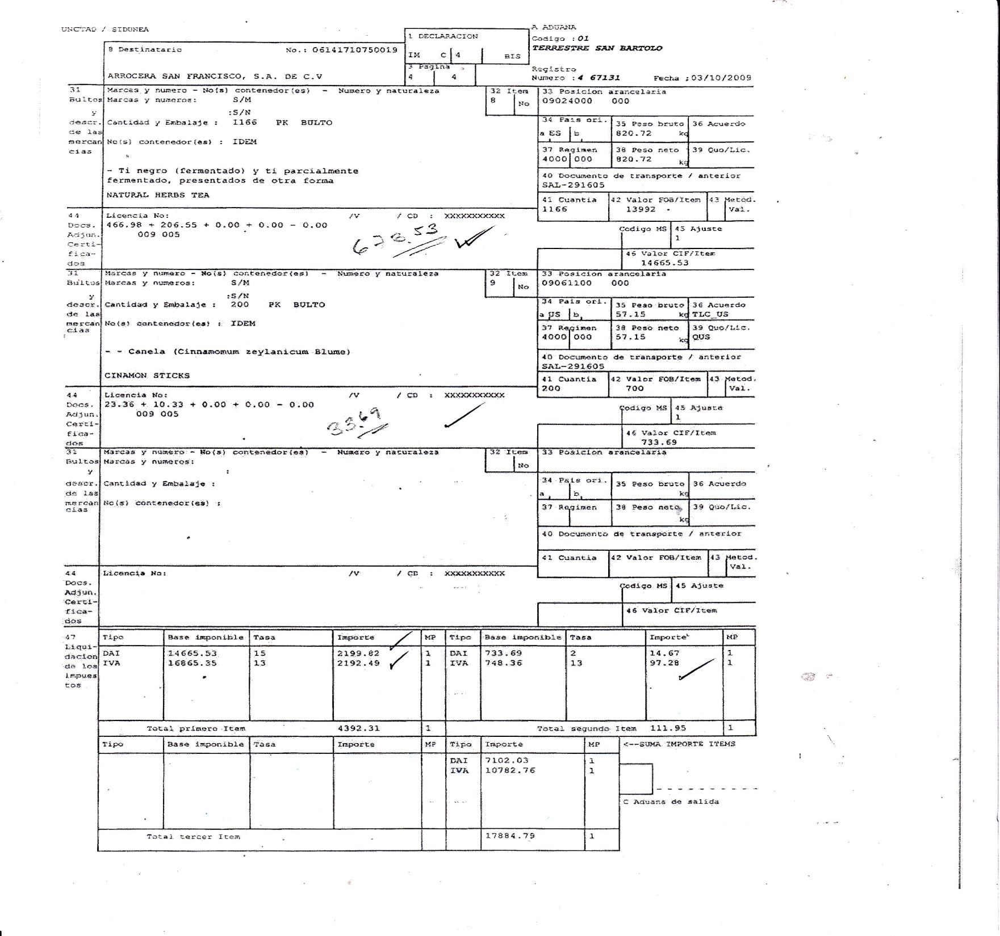 UNCTAD / SIDUNEA
A ADUANA
1 DECLARACION
Codigo : 01
8 Destinatario No.: 06141710750019
TERRESTRE SAN BARTOLO
IM C 4 BIS
3 Pagina
Registro
ARROCERA SAN FRANCISCO, S.A. DE C.V
4 4
Numero : 4 67131 Fecha : 03/10/2009
31 Marcas y numero - No(s) contenedor(es) - Numero y naturaleza 32 Item 33 Posicion arancelaria
Bultos Marcas y numeros: S/M 8 No 09024000 000
y :S/N
descr. Cantidad y Embalaje : 1166 PK BULTO 34 Pais ori. 35 Peso bruto 36 Acuerdo
de las a ES b 820.72 kg
mercan No(s) contenedor(es) : IDEM
cias 37 Regimen 38 Peso neto 39 Quo/Lic.
4000 000 820.72 kg
- Ti negro (fermentado) y ti parcialmente
fermentado, presentados de otra forma
40 Documento de transporte / anterior
SAL-291605
NATURAL HERBS TEA
41 Cuantia 42 Valor FOB/Item 43 Metod.
1166 13992 Val.
44 Licencia No: /V / CD : XXXXXXXXXXX
Docs. 466.98 + 206.55 + 0.00 + 0.00 - 0.00
Codigo MS 45 Ajuste
Adjun. 009 005 1
Certi-
fica- 46 Valor CIF/Item
dos 14665.53
31 Marcas y numero - No(s) contenedor(es) - Numero y naturaleza 32 Item 33 Posicion arancelaria
Bultos Marcas y numeros: S/M 9 No 09061100 000
y :S/N
descr. Cantidad y Embalaje : 200 PK BULTO 34 Pais ori. 35 Peso bruto 36 Acuerdo
de las a US b 57.15 kg TLC_US
mercan No(s) contenedor(es) : IDEM
cias 37 Regimen 38 Peso neto 39 Quo/Lic.
4000 000 57.15 kg QUS
- - Canela (Cinnamomum zeylanicum Blume)
40 Documento de transporte / anterior
SAL-291605
CINAMON STICKS
41 Cuantia 42 Valor FOB/Item 43 Metod.
200 700 Val.
44 Licencia No: /V / CD : XXXXXXXXXXX
Docs. 23.36 + 10.33 + 0.00 + 0.00 - 0.00
Codigo MS 45 Ajuste
Adjun. 009 005 1
33.69
Certi-
fica- 46 Valor CIF/Item
dos 733.69
31 Marcas y numero - No(s) contenedor(es) - Numero y naturaleza 32 Item 33 Posicion arancelaria
Bultos Marcas y numeros: No
y :
descr. Cantidad y Embalaje : 34 Pais ori. 35 Peso bruto 36 Acuerdo
de las a b kg
mercan No(s) contenedor(es) :
cias 37 Regimen 38 Peso neto 39 Quo/Lic.
kg
40 Documento de transporte / anterior
41 Cuantia 42 Valor FOB/Item 43 Metod.
Val.
44 Licencia No: /V / CD : XXXXXXXXXXX
Docs.
Codigo MS 45 Ajuste
Adjun.
Certi-
fica- 46 Valor CIF/Item
dos
47 Tipo Base imponible Tasa Importe MP Tipo Base imponible Tasa Importe MP
Liqui-
dacion DAI 14665.53 15 2199.82 1 DAI 733.69 2 14.67 1
de los IVA 16865.35 13 2192.49 1 IVA 748.36 13 97.28 1
impues
tos
Total primero Item 4392.31 1 Total segundo Item 111.95 1
Tipo Base imponible Tasa Importe MP Tipo Importe MP <--SUMA IMPORTE ITEMS
DAI 7102.03 1
IVA 10782.76 1
C Aduana de salida
Total tercer Item 17884.79 1